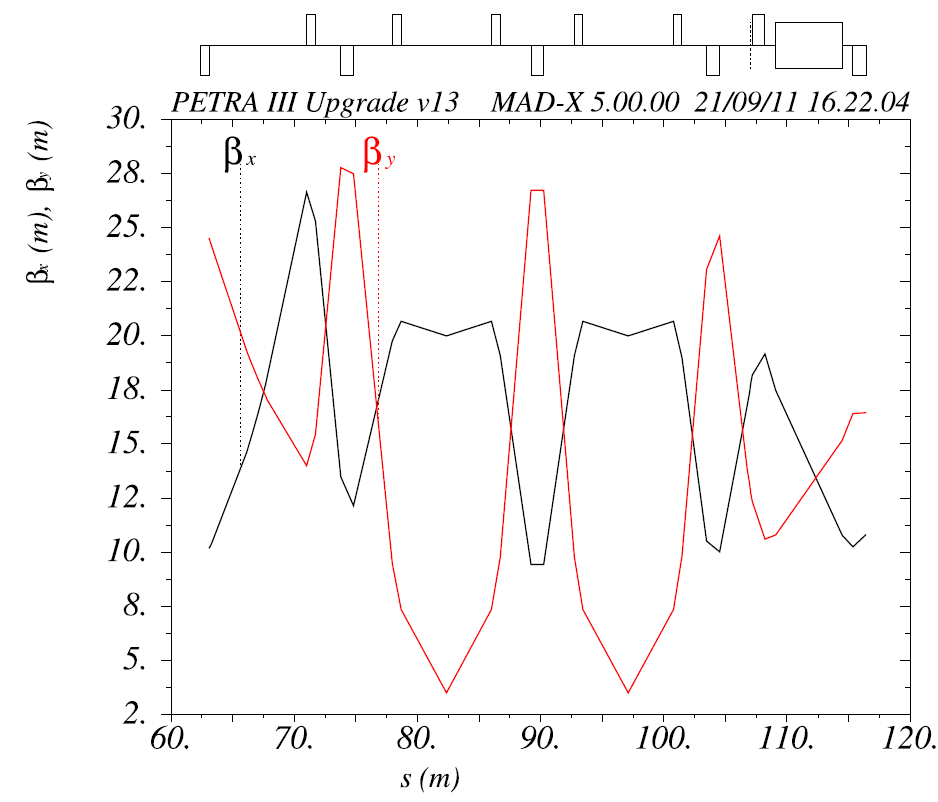 PETRA III Upgrade v13 MAD-X 5.00.00 21/09/11 16.22.04
βx (m), βy (m)
βx βy
30.
28.
25.
22.
20.
18.
15.
12.
10.
8.
5.
2.
60. 70. 80. 90. 100. 110. 120.
s (m)